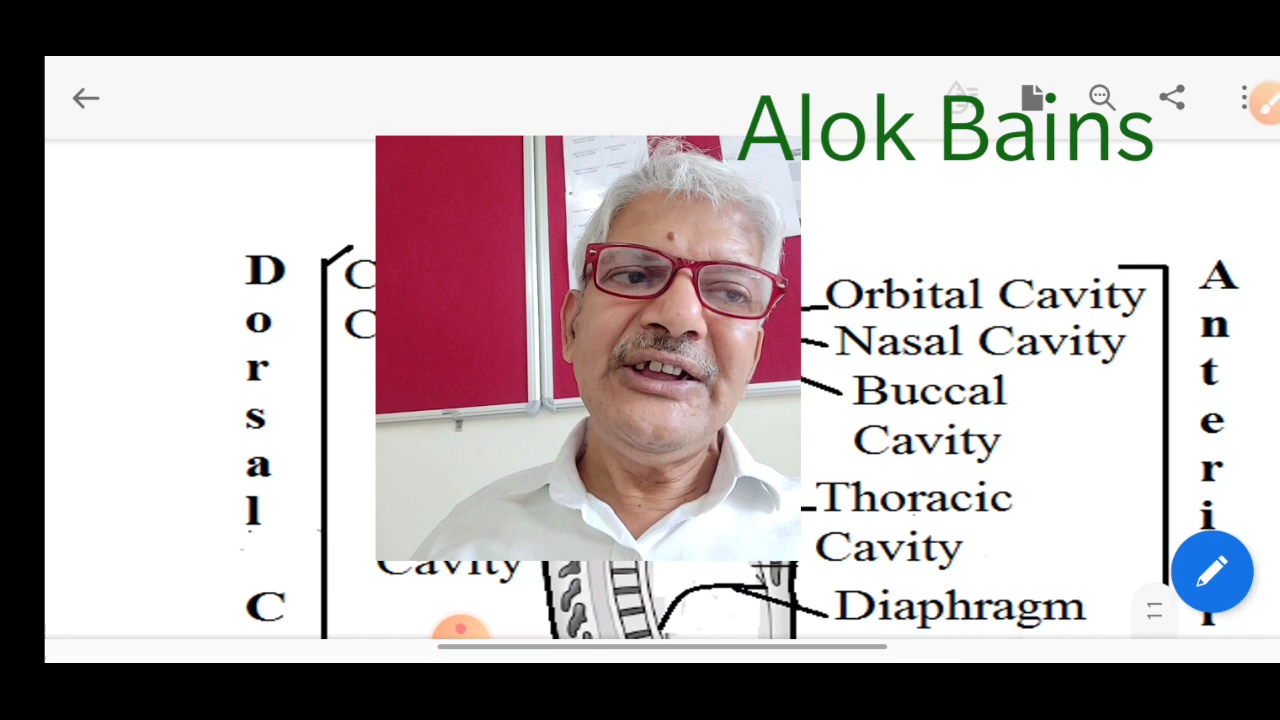 Alok Bains
Dorsal
C
C
C
Cavity
Orbital Cavity
Nasal Cavity
Buccal
Cavity
Thoracic
Cavity
Diaphragm
Anteri